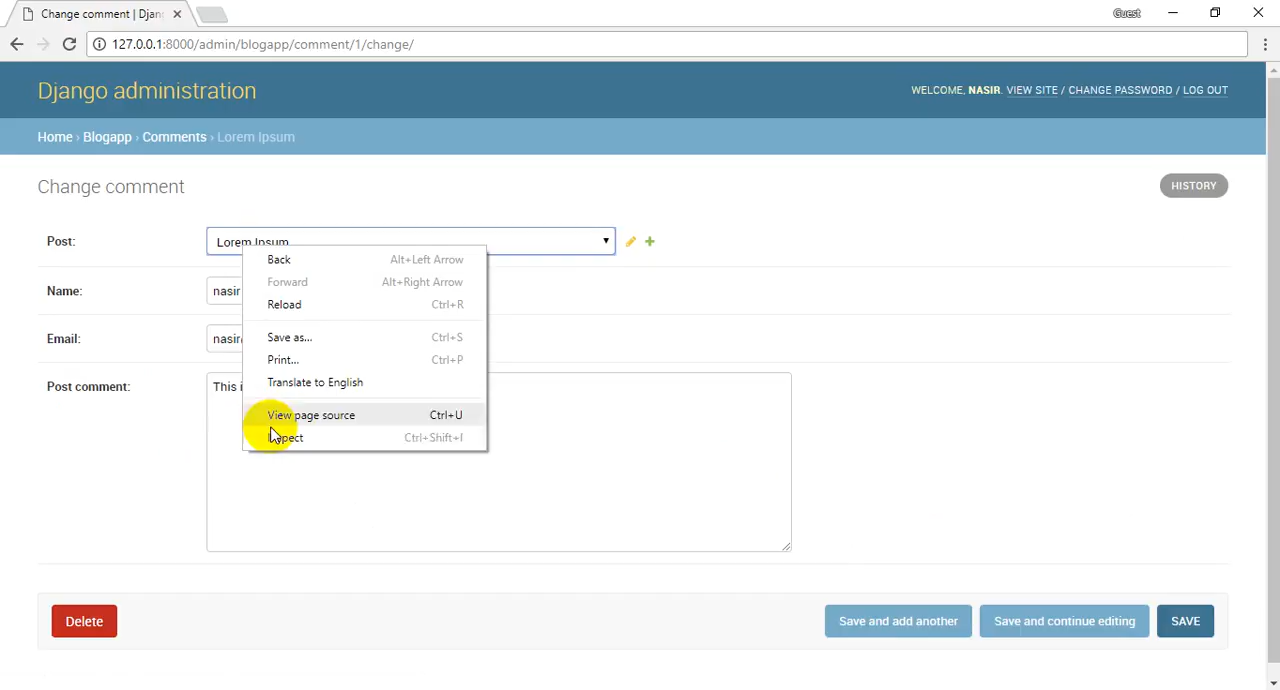 Change comment | Djan
Guest
127.0.0.1:8000/admin/blogapp/comment/1/change/
Django administration
WELCOME, NASIR. VIEW SITE / CHANGE PASSWORD / LOG OUT
Home › Blogapp › Comments › Lorem Ipsum
Change comment
HISTORY
Post:
Lorem Ipsum
Back Alt+Left Arrow
Forward Alt+Right Arrow
Name:
nasir
Reload Ctrl+R
Email:
nasir
Save as... Ctrl+S
Print... Ctrl+P
Post comment:
This i
Translate to English
View page source Ctrl+U
Ctrl+Shift+I
Delete
Save and add another
Save and continue editing
SAVE